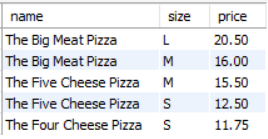 name size price
The Big Meat Pizza L 20.50
The Big Meat Pizza M 16.00
The Five Cheese Pizza M 15.50
The Five Cheese Pizza S 12.50
The Four Cheese Pizza S 11.75